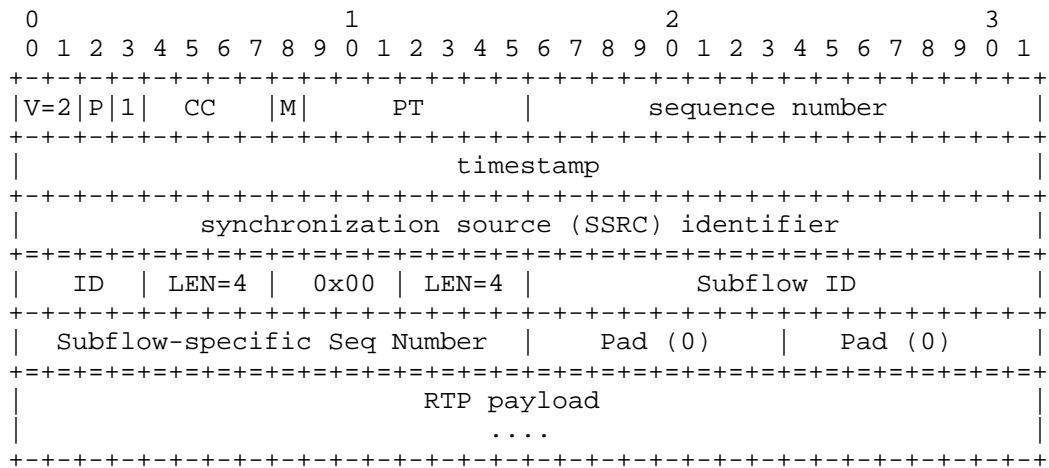 0                   1                   2                   3
 0 1 2 3 4 5 6 7 8 9 0 1 2 3 4 5 6 7 8 9 0 1 2 3 4 5 6 7 8 9 0 1
+-+-+-+-+-+-+-+-+-+-+-+-+-+-+-+-+-+-+-+-+-+-+-+-+-+-+-+-+-+-+-+-+
|V=2|P|1|  CC   |M|     PT      |       sequence number         |
+-+-+-+-+-+-+-+-+-+-+-+-+-+-+-+-+-+-+-+-+-+-+-+-+-+-+-+-+-+-+-+-+
|                           timestamp                           |
+-+-+-+-+-+-+-+-+-+-+-+-+-+-+-+-+-+-+-+-+-+-+-+-+-+-+-+-+-+-+-+-+
|           synchronization source (SSRC) identifier            |
+=+=+=+=+=+=+=+=+=+=+=+=+=+=+=+=+=+=+=+=+=+=+=+=+=+=+=+=+=+=+=+=+
|   ID  | LEN=4 |  0x00 | LEN=4 |          Subflow ID           |
+-+-+-+-+-+-+-+-+-+-+-+-+-+-+-+-+-+-+-+-+-+-+-+-+-+-+-+-+-+-+-+-+
|  Subflow-specific Seq Number  |    Pad (0)    |   Pad (0)     |
+=+=+=+=+=+=+=+=+=+=+=+=+=+=+=+=+=+=+=+=+=+=+=+=+=+=+=+=+=+=+=+=+
|                         RTP payload                           |
|                             ....                              |
+-+-+-+-+-+-+-+-+-+-+-+-+-+-+-+-+-+-+-+-+-+-+-+-+-+-+-+-+-+-+-+-+